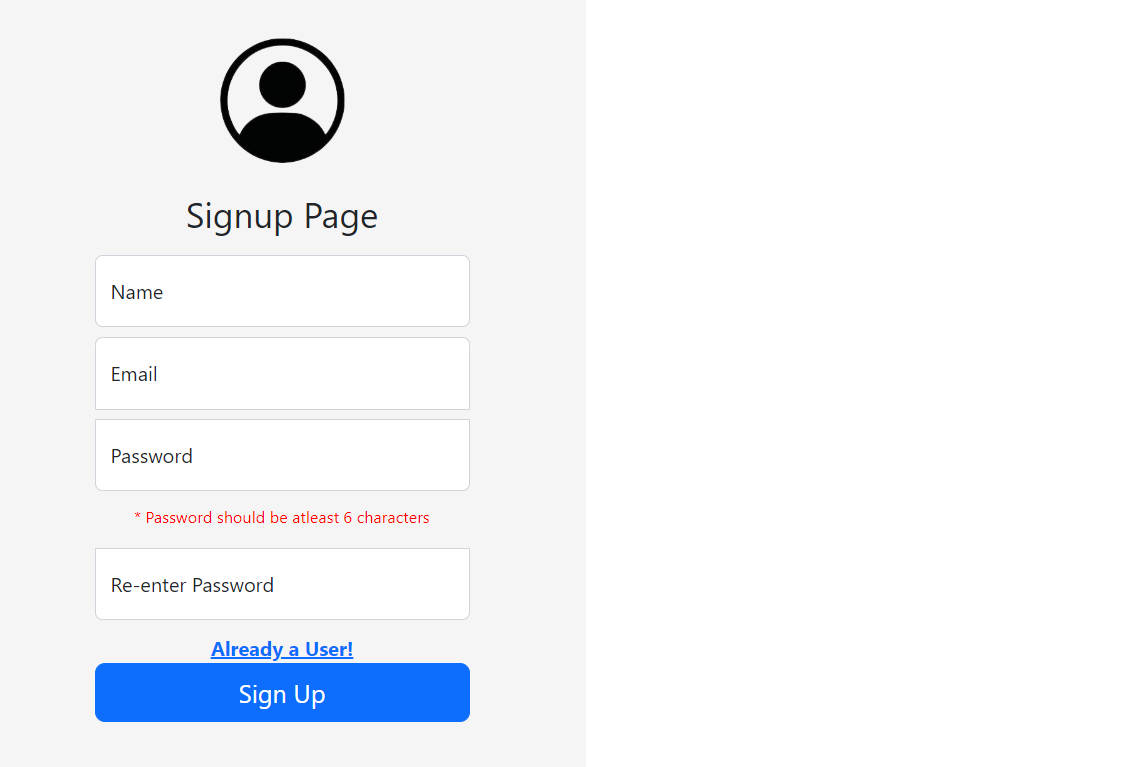 Signup Page
Name
Email
Password
* Password should be atleast 6 characters
Re-enter Password
Already a User!
Sign Up